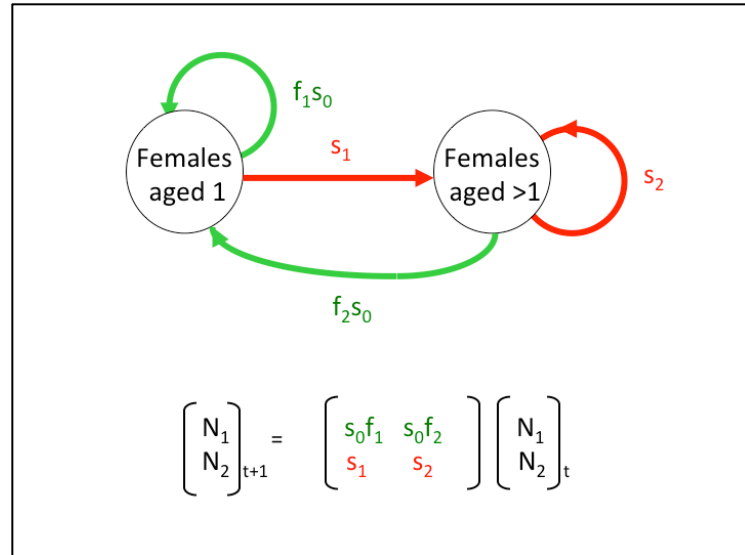 f₁s₀
Females
aged 1
s₁
Females
aged >1
s₂
f₂s₀
[N₁ N₂]t+1 = [s₀f₁ s₀f₂ s₁ s₂] [N₁ N₂]t